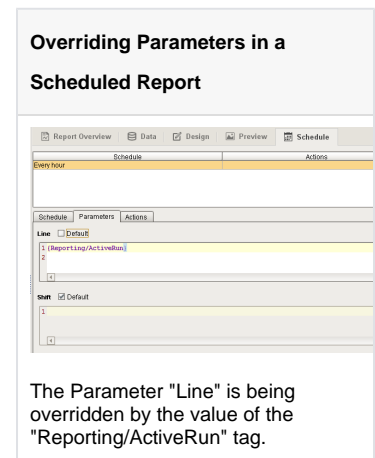 Overriding Parameters in a
Scheduled Report
Report Overview Data Design Preview Schedule
Schedule Actions
Every hour
Schedule Parameters Actions
Line Default
1 {Reporting/ActiveRun}
2
Shift Default
1
The Parameter "Line" is being
overridden by the value of the
"Reporting/ActiveRun" tag.